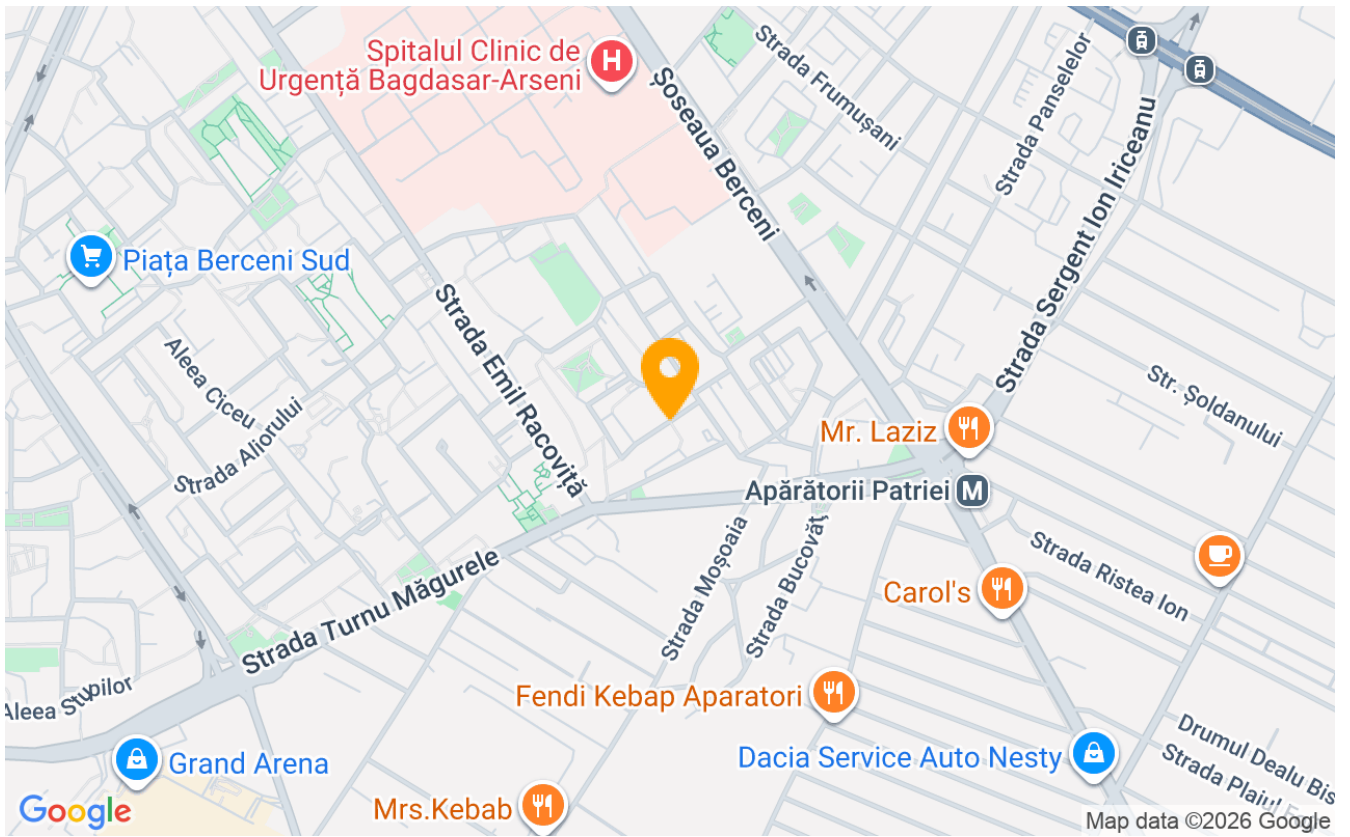 Spitalul Clinic de
Urgență Bagdasar-Arseni
H
Șoseaua Berceni
Strada Frumușani
Strada Panselelor
Strada Sergent Ion Iriceanu
Piața Berceni Sud
Strada Emil Racoviță
Aleea Ciceu
Strada Aliorului
Str. Șoldanului
Mr. Laziz
Apărătorii Patriei M
Strada Turnu Măgurele
Strada Moșoaia
Strada Bucovăț
Strada Ristea Ion
Carol's
Aleea Stupilor
Fendi Kebap Aparatori
Grand Arena
Dacia Service Auto Nesty
Drumul Dealu Bis
Strada Plaiul
Mrs.Kebab
Google
Map data ©2026 Google